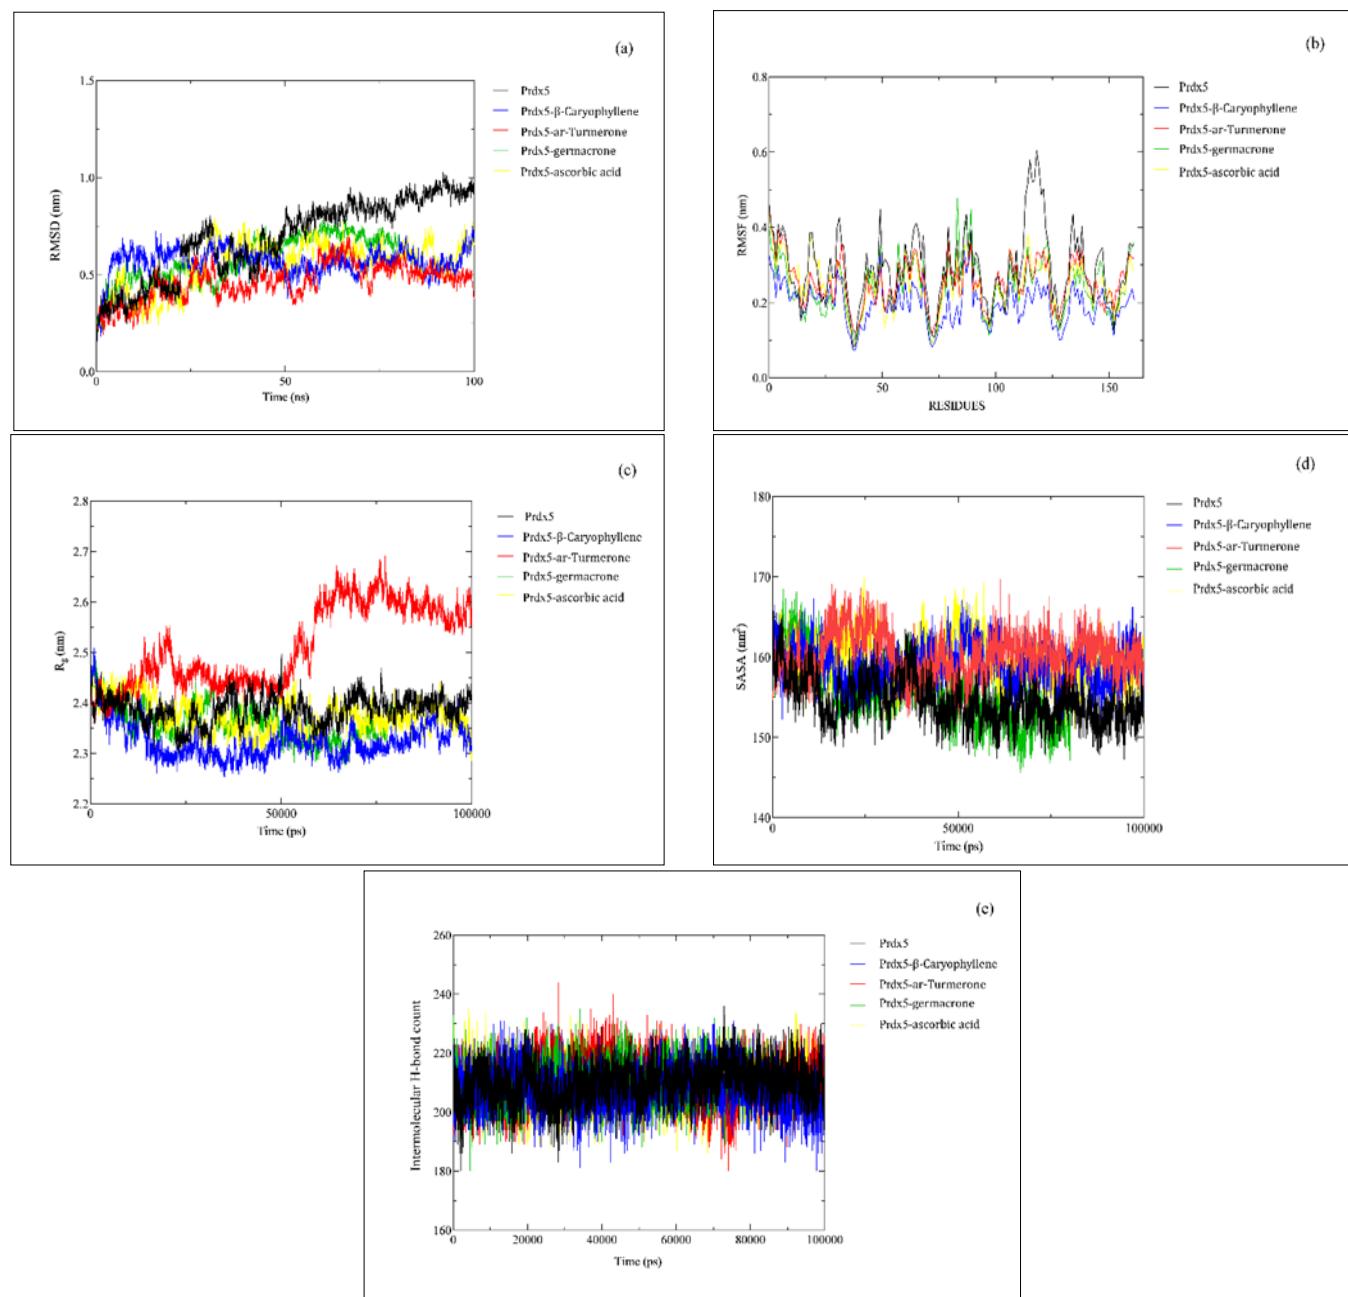 (a)
1.5
1.0
0.5
0.0
RMSD (nm)
0
50
100
Time (ns)
Prdx5
Prdx5-β-Caryophyllene
Prdx5-ar-Turmerone
Prdx5-germacrone
Prdx5-ascorbic acid
(b)
0.8
0.6
0.4
0.2
0.0
RMSF (nm)
0
50
100
150
RESIDUES
Prdx5
Prdx5-β-Caryophyllene
Prdx5-ar-Turmerone
Prdx5-germacrone
Prdx5-ascorbic acid
(c)
2.8
2.7
2.6
2.5
2.4
2.3
2.2
Rg (nm)
0
50000
100000
Time (ps)
Prdx5
Prdx5-β-Caryophyllene
Prdx5-ar-Turmerone
Prdx5-germacrone
Prdx5-ascorbic acid
(d)
180
170
160
150
140
SASA (nm²)
0
50000
100000
Time (ps)
Prdx5
Prdx5-β-Caryophyllene
Prdx5-ar-Turmerone
Prdx5-germacrone
Prdx5-ascorbic acid
(e)
260
240
220
200
180
160
Intermolecular H-bond count
0
20000
40000
60000
80000
100000
Time (ps)
Prdx5
Prdx5-β-Caryophyllene
Prdx5-ar-Turmerone
Prdx5-germacrone
Prdx5-ascorbic acid